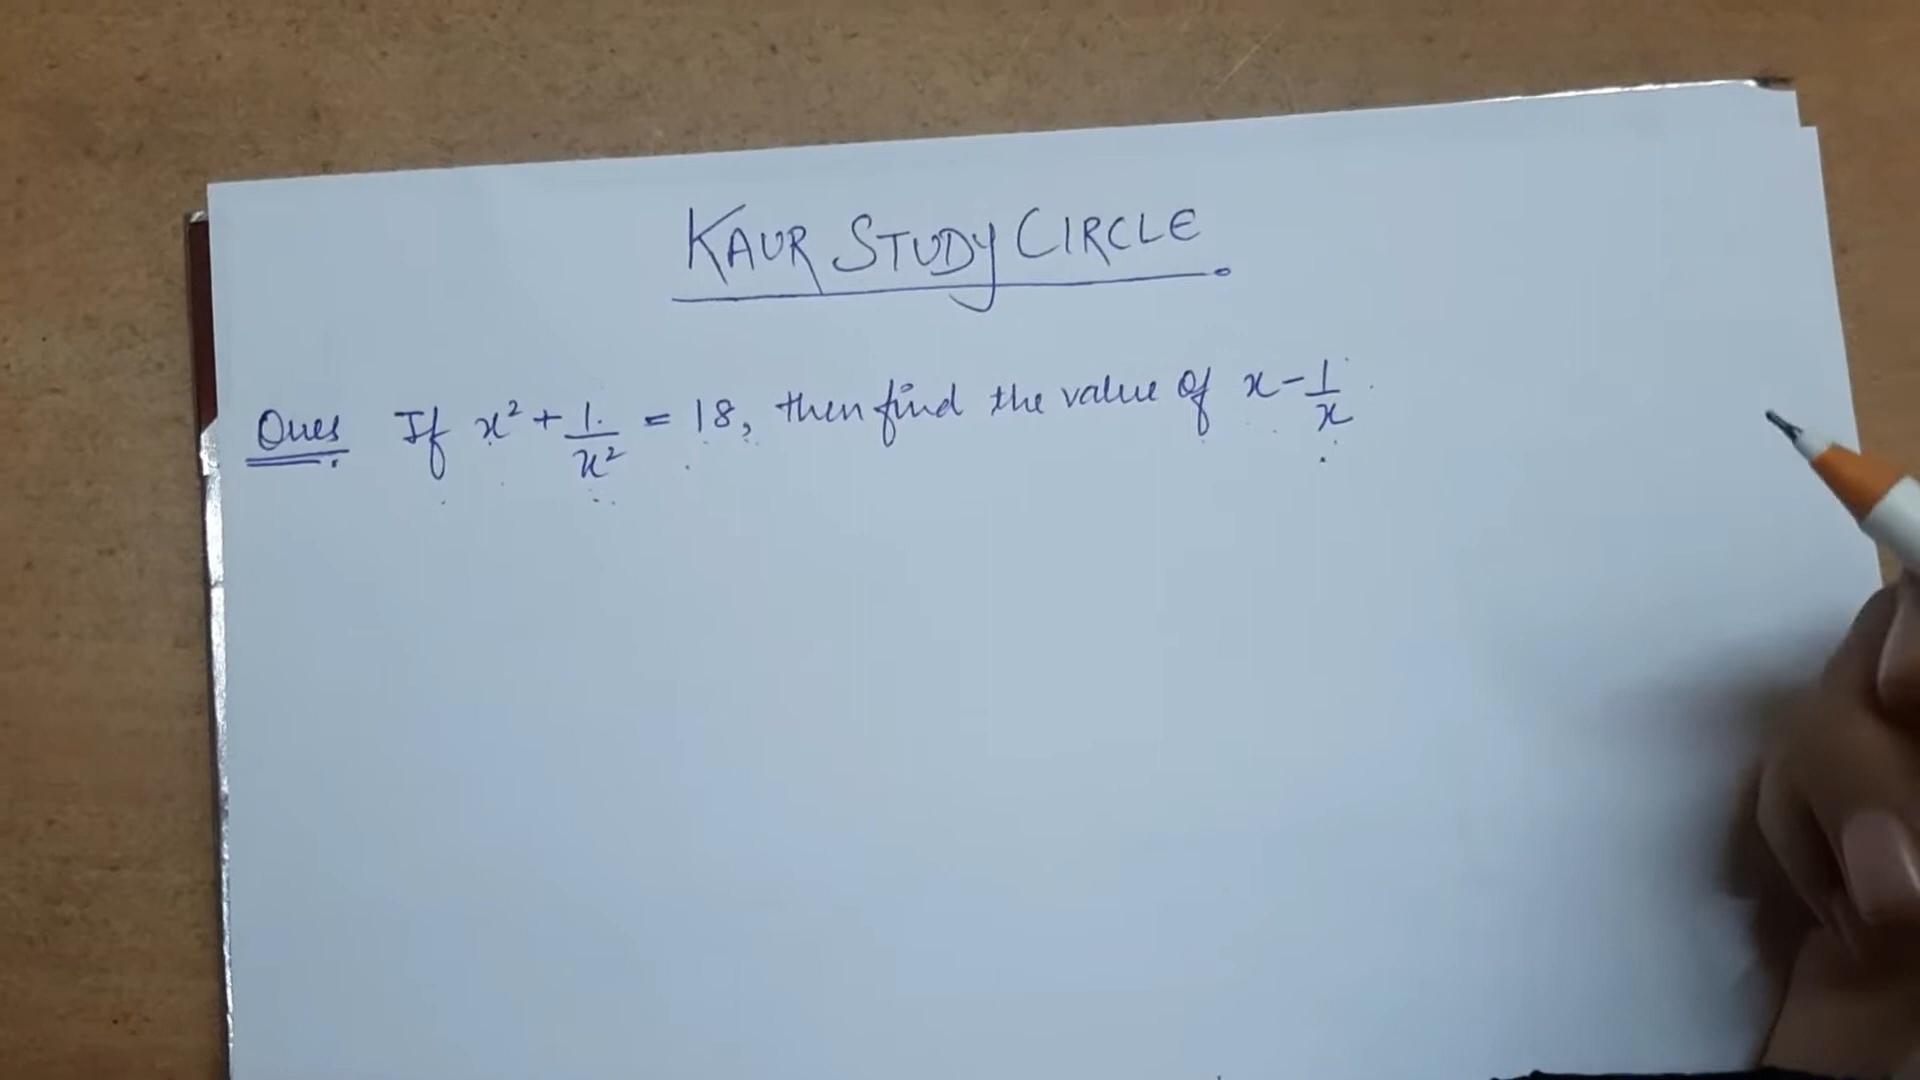 KAUR STUDY CIRCLE.
Ques. If x² + 1/x² = 18, then find the value of x - 1/x.